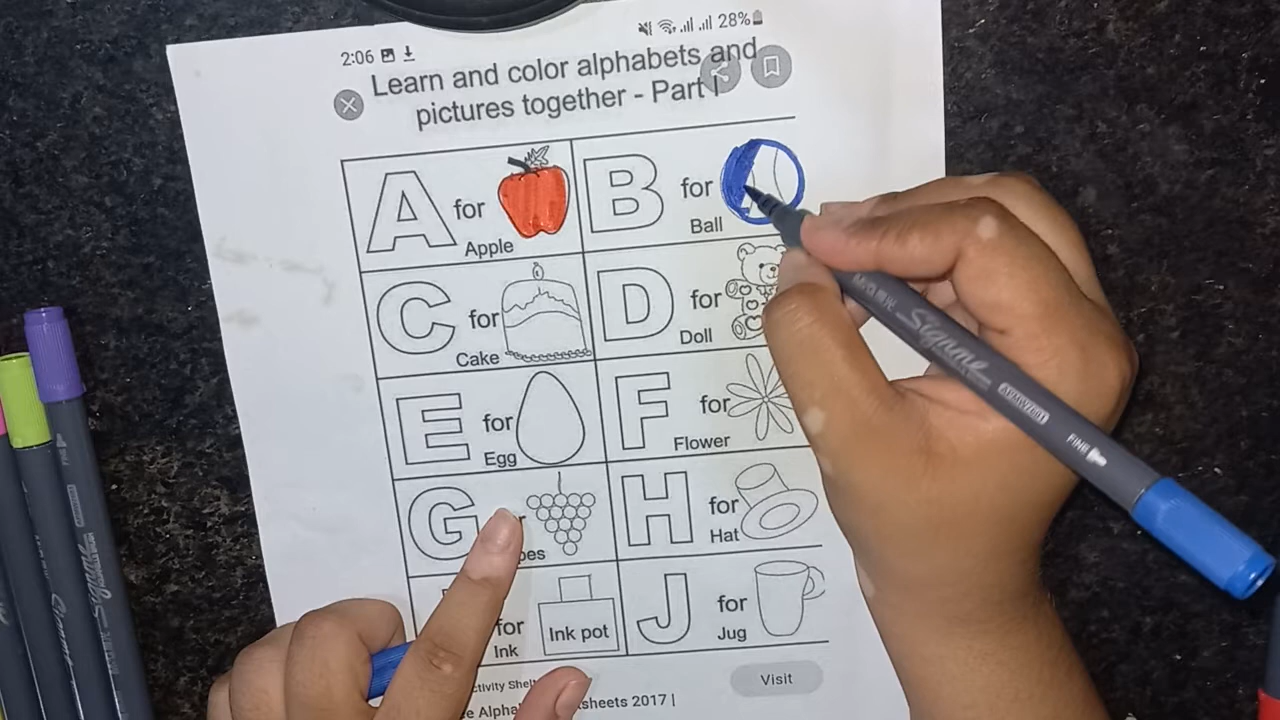 2:06 28%
Learn and color alphabets and
pictures together - Part I
A for Apple
B for Ball
C for Cake
D for Doll
E for Egg
F for Flower
G
H for Hat
for Ink
Ink pot
J for Jug
Visit
sheets 2017 |
Signme
FINE